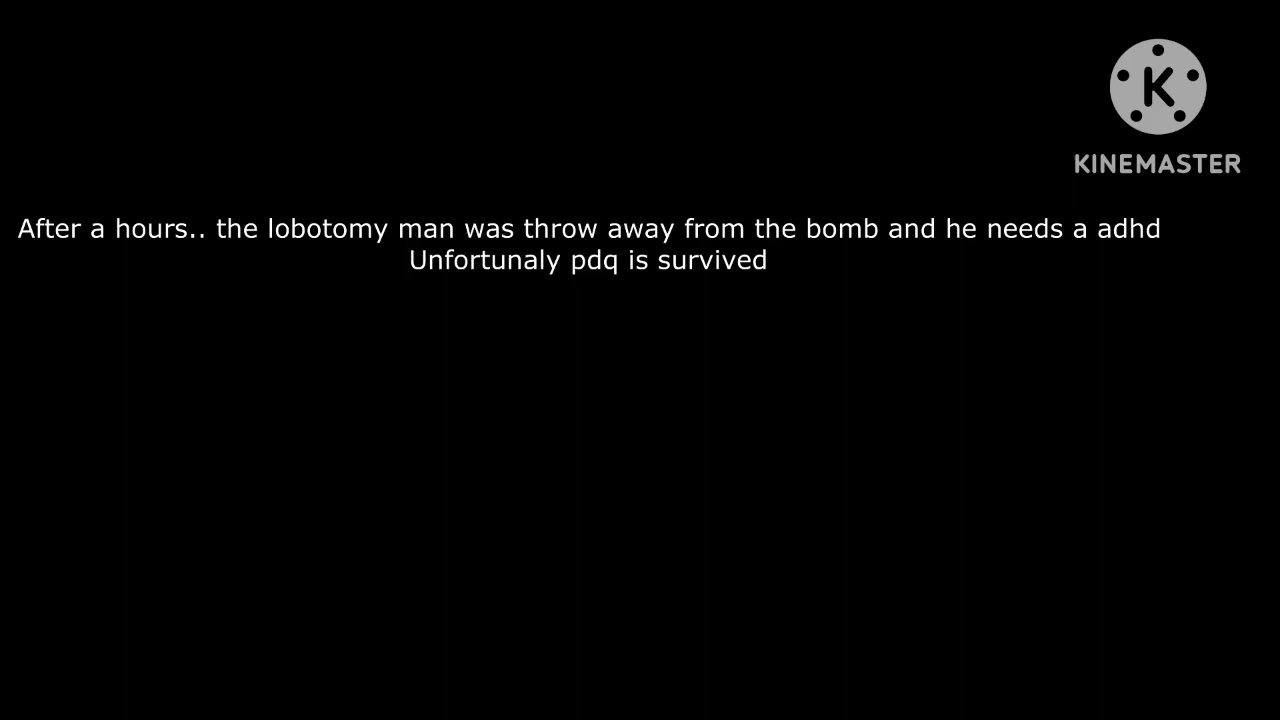 K
KINEMASTER
After a hours.. the lobotomy man was throw away from the bomb and he needs a adhd
Unfortunaly pdq is survived